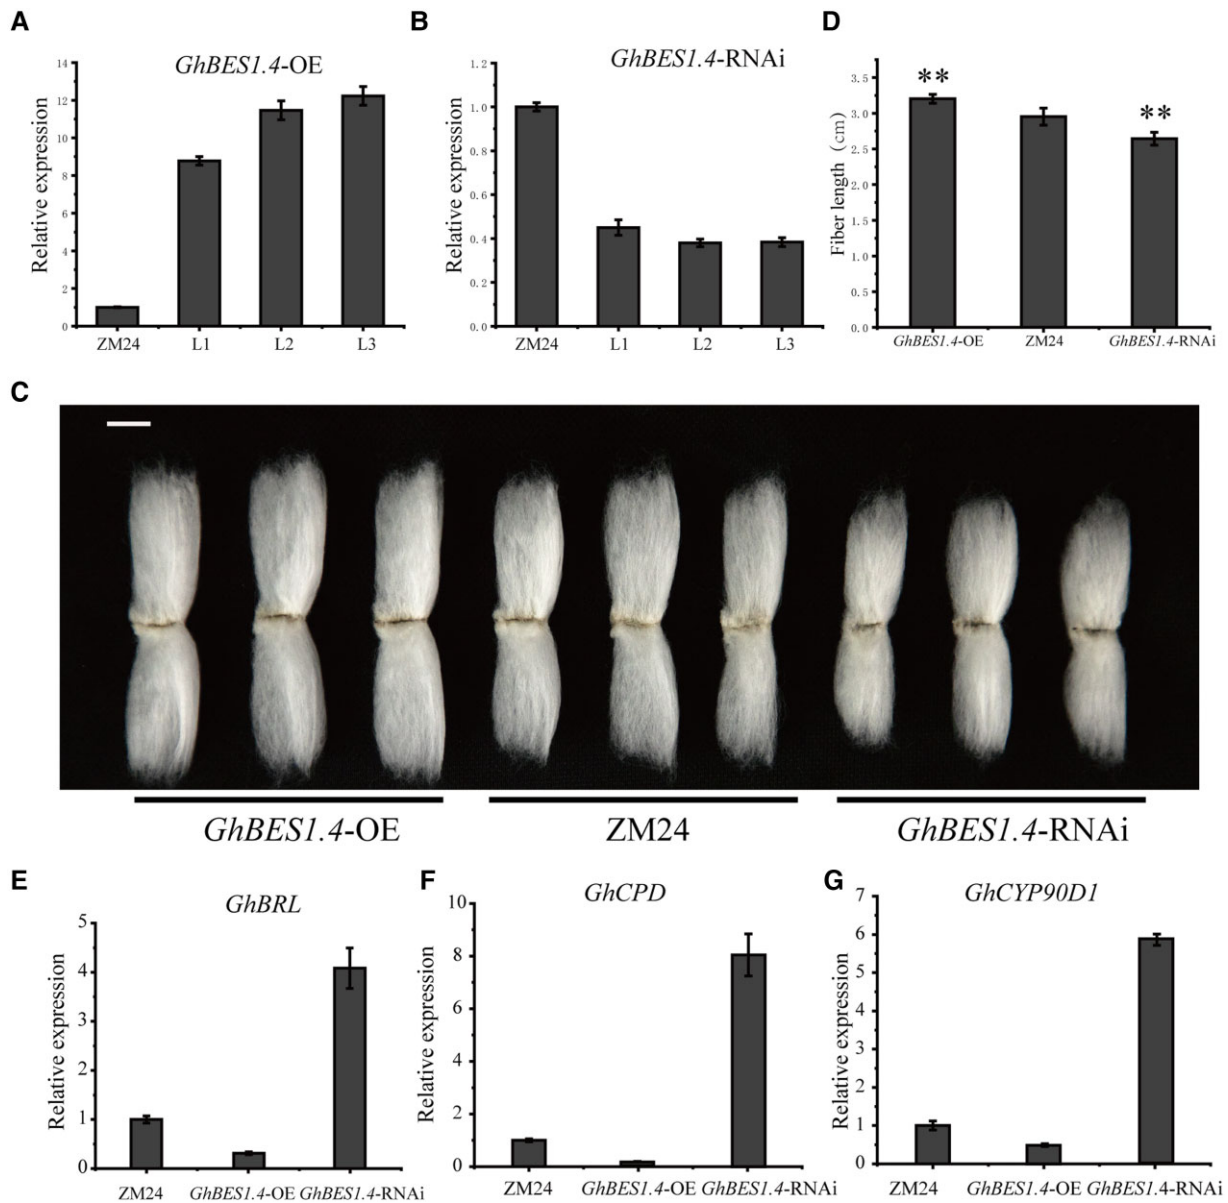 A
GhBES1.4-OE
Relative expression
14
12
10
8
6
4
2
0
ZM24 L1 L2 L3
B
GhBES1.4-RNAi
Relative expression
1.2
1.0
0.8
0.6
0.4
0.2
0.0
ZM24 L1 L2 L3
D
Fiber length (cm)
3.5
3.0
2.5
2.0
1.5
1.0
0.5
0.0
** **
GhBES1.4-OE ZM24 GhBES1.4-RNAi
C
GhBES1.4-OE ZM24 GhBES1.4-RNAi
E
GhBRL
Relative expression
5
4
3
2
1
0
ZM24 GhBES1.4-OE GhBES1.4-RNAi
F
GhCPD
Relative expression
10
8
6
4
2
0
ZM24 GhBES1.4-OE GhBES1.4-RNAi
G
GhCYP90D1
Relative expression
7
6
5
4
3
2
1
0
ZM24 GhBES1.4-OE GhBES1.4-RNAi